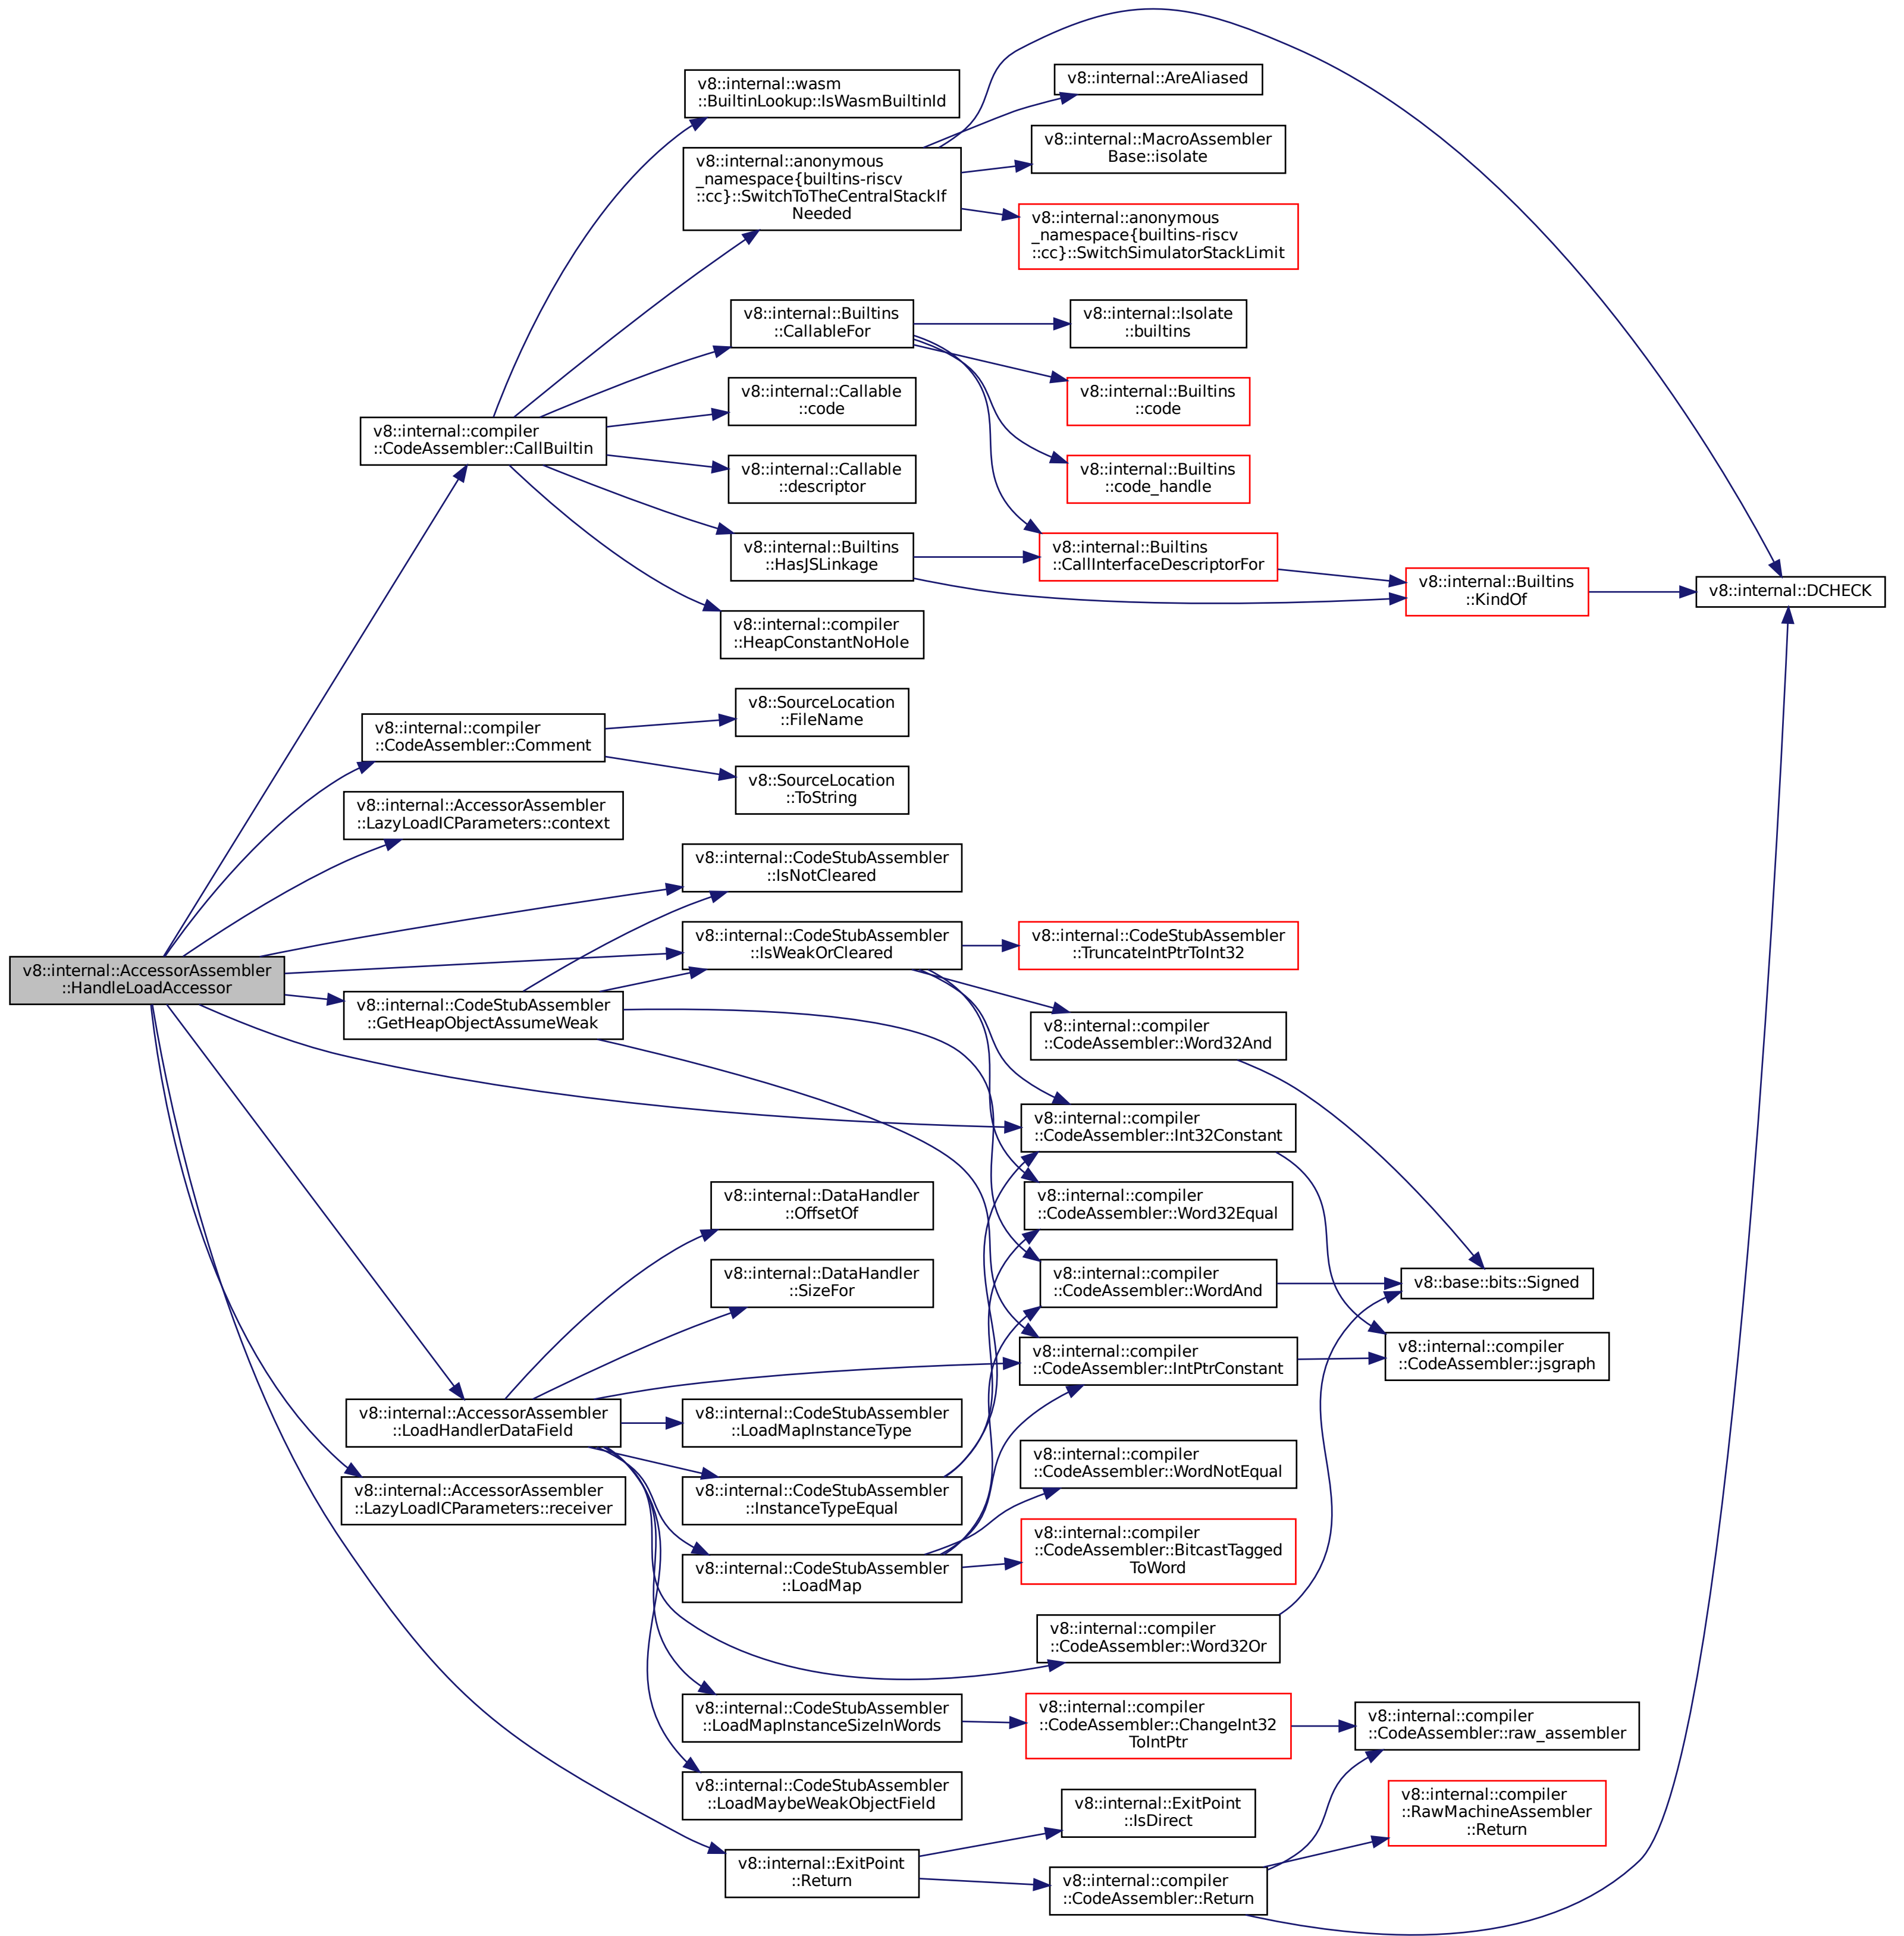 v8::internal::AccessorAssembler
::HandleLoadAccessor
v8::internal::compiler
::CodeAssembler::CallBuiltin
v8::internal::compiler
::CodeAssembler::Comment
v8::internal::AccessorAssembler
::LazyLoadICParameters::context
v8::internal::CodeStubAssembler
::GetHeapObjectAssumeWeak
v8::internal::AccessorAssembler
::LoadHandlerDataField
v8::internal::AccessorAssembler
::LazyLoadICParameters::receiver
v8::internal::wasm
::BuiltinLookup::IsWasmBuiltinId
v8::internal::anonymous
_namespace{builtins-riscv
::cc}::SwitchToTheCentralStackIf
Needed
v8::internal::Builtins
::CallableFor
v8::internal::Callable
::code
v8::internal::Callable
::descriptor
v8::internal::Builtins
::HasJSLinkage
v8::internal::compiler
::HeapConstantNoHole
v8::SourceLocation
::FileName
v8::SourceLocation
::ToString
v8::internal::CodeStubAssembler
::IsNotCleared
v8::internal::CodeStubAssembler
::IsWeakOrCleared
v8::internal::DataHandler
::OffsetOf
v8::internal::DataHandler
::SizeFor
v8::internal::CodeStubAssembler
::LoadMapInstanceType
v8::internal::CodeStubAssembler
::InstanceTypeEqual
v8::internal::CodeStubAssembler
::LoadMap
v8::internal::CodeStubAssembler
::LoadMapInstanceSizeInWords
v8::internal::CodeStubAssembler
::LoadMaybeWeakObjectField
v8::internal::ExitPoint
::Return
v8::internal::AreAliased
v8::internal::MacroAssembler
Base::isolate
v8::internal::anonymous
_namespace{builtins-riscv
::cc}::SwitchSimulatorStackLimit
v8::internal::Isolate
::builtins
v8::internal::Builtins
::code
v8::internal::Builtins
::code_handle
v8::internal::Builtins
::CallInterfaceDescriptorFor
v8::internal::CodeStubAssembler
::TruncateIntPtrToInt32
v8::internal::compiler
::CodeAssembler::Word32And
v8::internal::compiler
::CodeAssembler::Int32Constant
v8::internal::compiler
::CodeAssembler::Word32Equal
v8::internal::compiler
::CodeAssembler::WordAnd
v8::internal::compiler
::CodeAssembler::IntPtrConstant
v8::internal::compiler
::CodeAssembler::WordNotEqual
v8::internal::compiler
::CodeAssembler::BitcastTagged
ToWord
v8::internal::compiler
::CodeAssembler::Word32Or
v8::internal::compiler
::CodeAssembler::ChangeInt32
ToIntPtr
v8::internal::ExitPoint
::IsDirect
v8::internal::compiler
::CodeAssembler::Return
v8::internal::Builtins
::KindOf
v8::base::bits::Signed
v8::internal::compiler
::CodeAssembler::jsgraph
v8::internal::compiler
::CodeAssembler::raw_assembler
v8::internal::compiler
::RawMachineAssembler
::Return
v8::internal::DCHECK